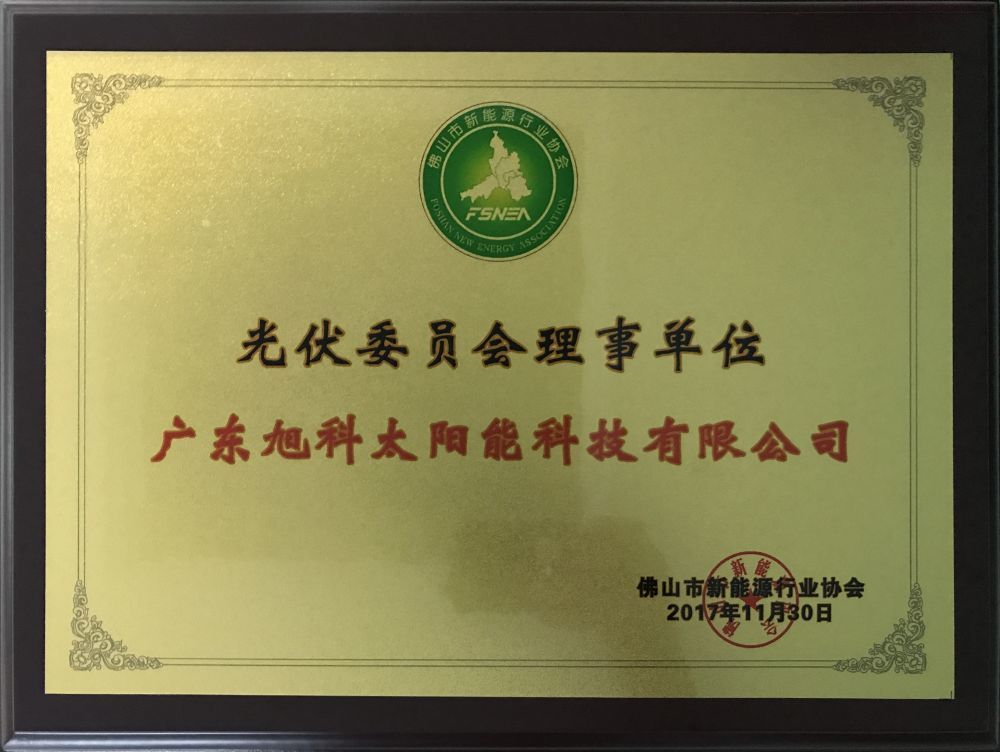 佛山市新能源行业协会
FSNEA
FOSHAN NEW ENERGY ASSOCIATION
光伏委员会理事单位
广东旭科太阳能科技有限公司
佛山市新能源行业协会
2017年11月30日